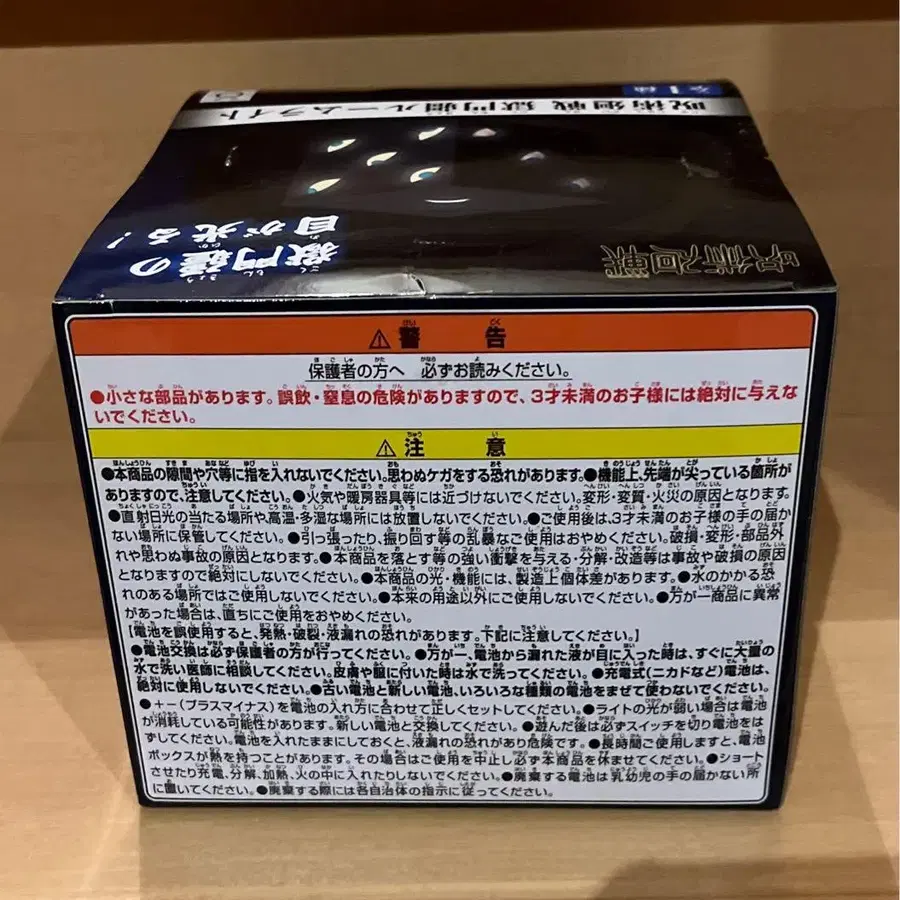 全1種
呪術廻戦 獄門疆 ルームライト
獄門疆の
目が光る!
呪術廻戦
⚠警告
保護者の方へ 必ずお読みください。
●小さな部品があります。誤飲・窒息の危険がありますので、3才未満のお子様には絶対に与えな
いでください。
⚠注意
●本商品の隙間や穴等に指を入れないでください。思わぬケガをする恐れがあります。●機能上、先端が尖っている箇所が
ありますので、注意してください。●火気や暖房器具等には近づけないでください。変形・変質・火災の原因となります。
●直射日光の当たる場所や、高温・多湿な場所には放置しないでください。●ご使用後は、3才未満のお子様の手の届か
ない場所に保管してください。●引っ張ったり、振り回す等の乱暴なご使用はおやめください。破損・変形・部品外
れや思わぬ事故の原因となります。●本商品を落とす等の強い衝撃を与える・分解・改造等は事故や破損の原因
となりますので絶対にしないでください。●本商品の光・機能には、製造上個体差があります。●水のかかる恐
れのある場所ではご使用しないでください。●本来の用途以外にご使用しないでください。●万が一商品に異常
があった場合は、直ちにご使用をおやめください。
【電池を誤使用すると、発熱・破裂・液漏れの恐れがあります。下記に注意してください。】
●電池交換は必ず保護者の方が行ってください。●万が一、電池から漏れた液が目に入った時は、すぐに大量の
水で洗い医師に相談してください。皮膚や服に付いた時は水で洗ってください。●充電式(ニカドなど)電池は、
絶対に使用しないでください。●古い電池と新しい電池、いろいろな種類の電池をまぜて使わないでください。
●+−(プラスマイナス)を電池の入れ方に合わせて正しくセットしてください。●ライトの光が弱い場合は電池
が消耗している可能性があります。新しい電池と交換してください。●遊んだ後は必ずスイッチを切り電池をは
ずしてください。電池を入れたままにしておくと、液漏れの恐れがあり危険です。●長時間ご使用しますと、電池
ボックスが熱を持つことがあります。その場合はご使用を中止し必ず本商品を休ませてください。●ショート
させたり充電、分解、加熱、火の中に入れたりしないでください。●廃棄する電池は乳幼児の手の届かない所
に置いてください。●廃棄する際には各自治体の指示に従ってください。